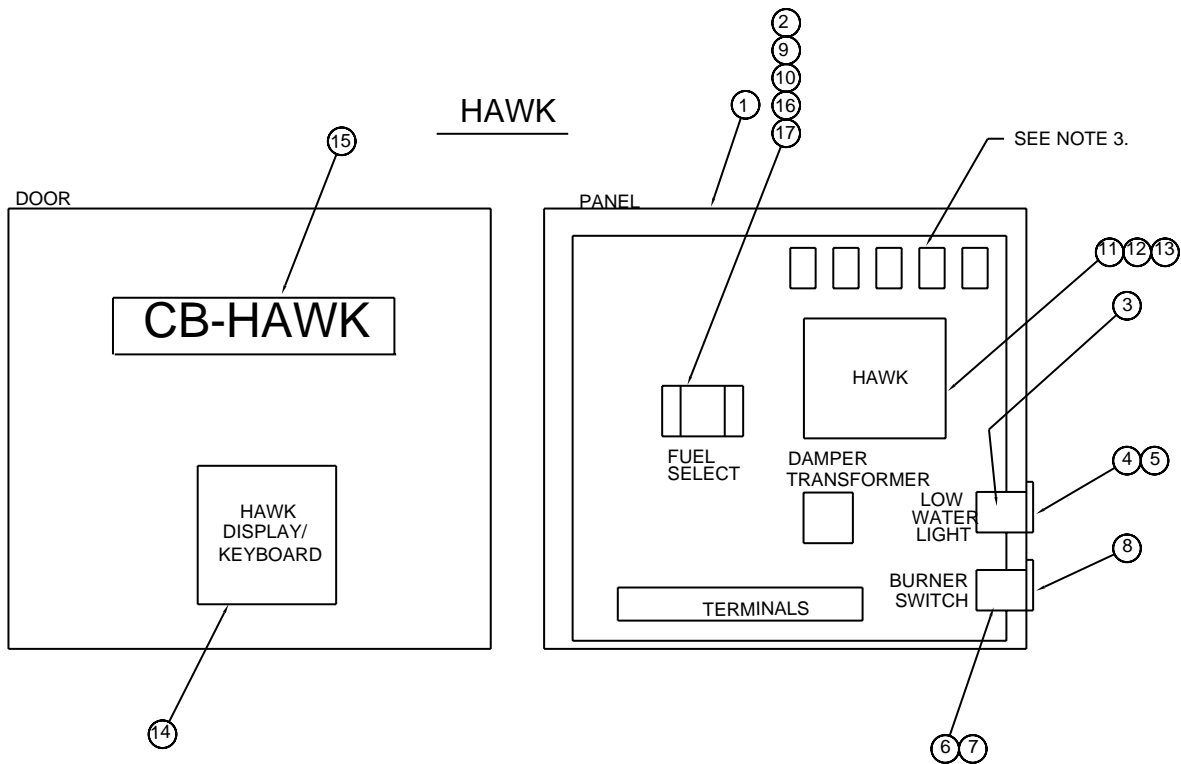 2
9
10
16
17
1
HAWK
15
SEE NOTE 3.
DOOR
PANEL
11 12 13
3
CB-HAWK
HAWK
FUEL
SELECT
DAMPER
TRANSFORMER
4 5
LOW
WATER
LIGHT
HAWK
DISPLAY/
KEYBOARD
8
BURNER
SWITCH
TERMINALS
14
6 7